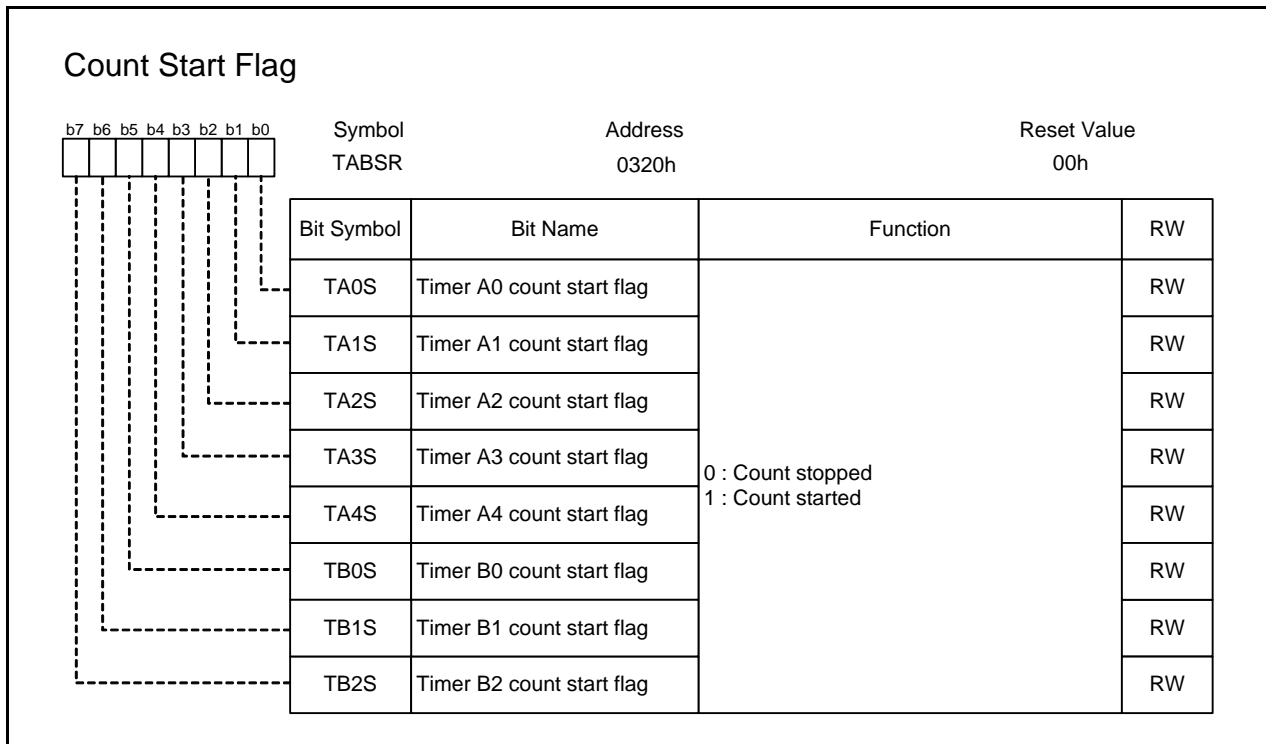 Count Start Flag
b7 b6 b5 b4 b3 b2 b1 b0 Symbol Address Reset Value
TABSR 0320h 00h
Bit Symbol Bit Name Function RW
TA0S Timer A0 count start flag RW
TA1S Timer A1 count start flag RW
TA2S Timer A2 count start flag RW
TA3S Timer A3 count start flag RW
0 : Count stopped
1 : Count started
TA4S Timer A4 count start flag RW
TB0S Timer B0 count start flag RW
TB1S Timer B1 count start flag RW
TB2S Timer B2 count start flag RW